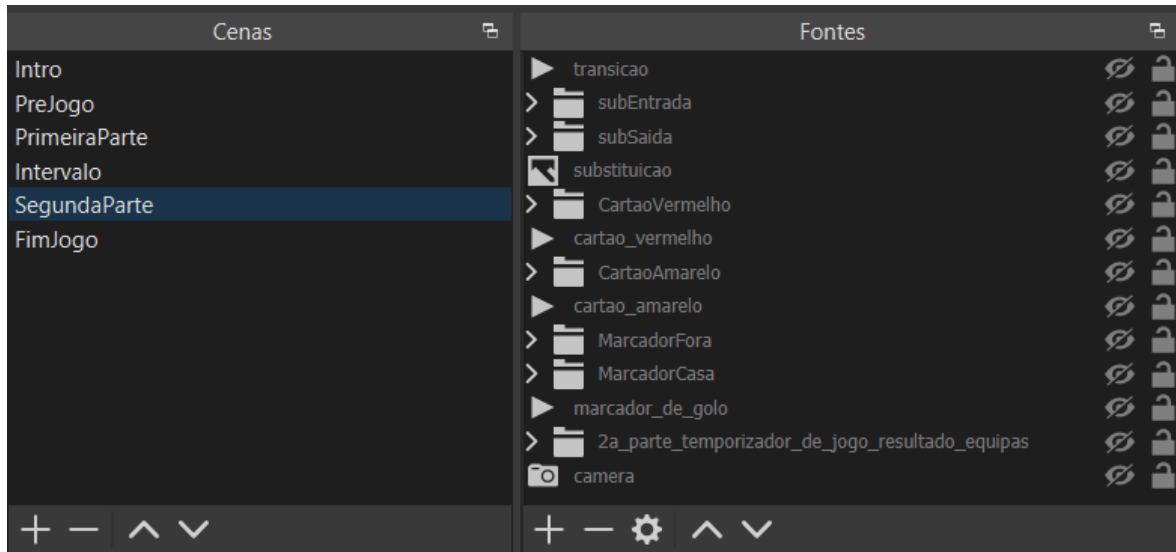 Cenas
Intro
PreJogo
PrimeiraParte
Intervalo
SegundaParte
FimJogo
Fontes
transicao
subEntrada
subSaida
substituicao
CartaoVermelho
cartao_vermelho
CartaoAmarelo
cartao_amarelo
MarcadorFora
MarcadorCasa
marcador_de_golo
2a_parte_temporizador_de_jogo_resultado_equipas
camera